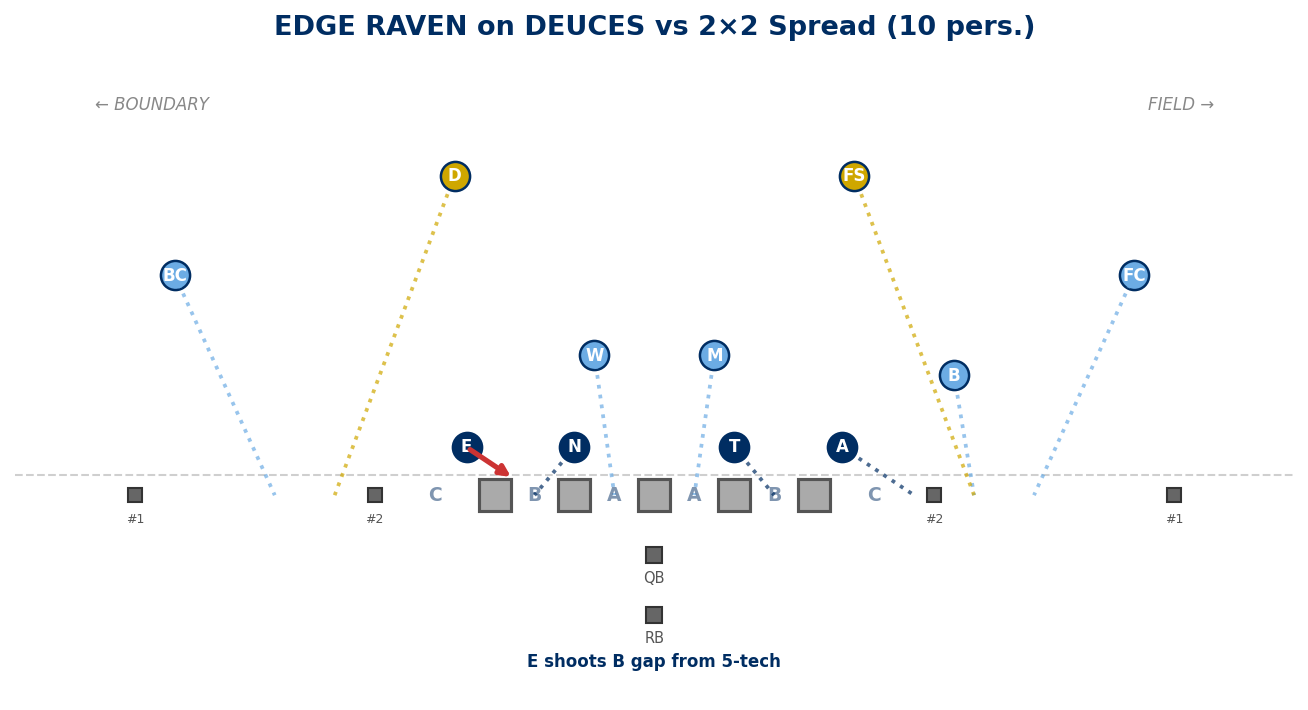 EDGE RAVEN on DEUCES vs 2×2 Spread (10 pers.)
← BOUNDARY
FIELD →
D
FS
BC
FC
W
M
B
E
N
T
A
C
B
A
A
B
C
#1
#2
#2
#1
QB
RB
E shoots B gap from 5-tech